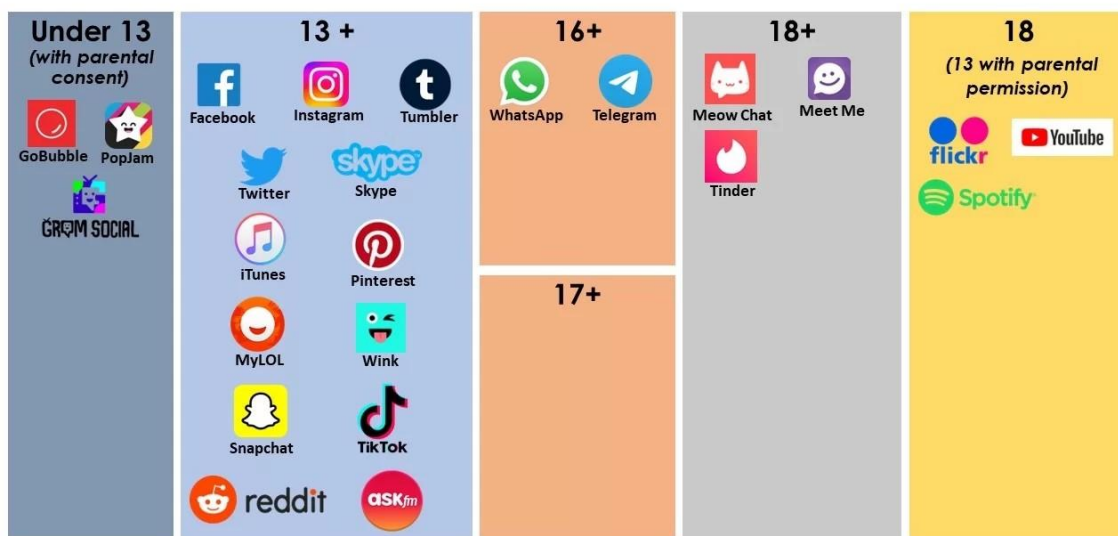 Under 13
(with parental
consent)
GoBubble
PopJam
GROM SOCIAL
13 +
Facebook
Instagram
t
Tumbler
Twitter
skype
Skype
iTunes
Pinterest
MyLOL
Wink
Snapchat
TikTok
reddit
ASKfm
16+
WhatsApp
Telegram
17+
18+
Meow Chat
Meet Me
Tinder
18
(13 with parental
permission)
flickr
YouTube
Spotify